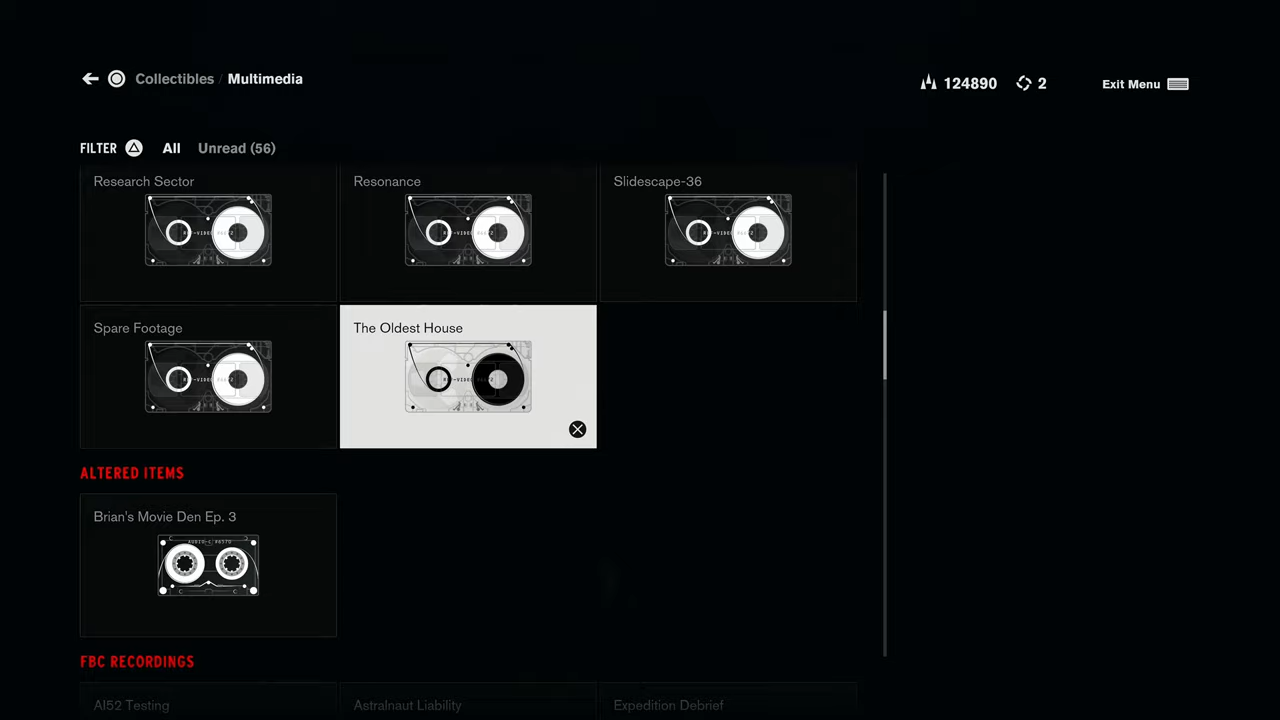 Collectibles / Multimedia
124890
2
Exit Menu
FILTER All Unread (56)
Research Sector
Resonance
Slidescape-36
Spare Footage
The Oldest House
ALTERED ITEMS
Brian's Movie Den Ep. 3
FBC RECORDINGS
AI52 Testing
Astralnaut Liability
Expedition Debrief